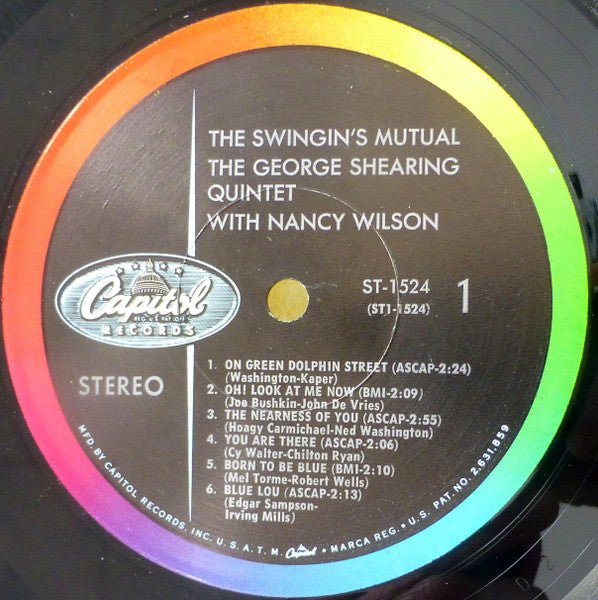 THE SWINGIN'S MUTUAL
THE GEORGE SHEARING
QUINTET
WITH NANCY WILSON
Capitol
REG. U.S. PAT. OFF.
RECORDS
ST-1524
(ST1-1524)
1
STEREO
1. ON GREEN DOLPHIN STREET (ASCAP-2:24)
(Washington-Kaper)
2. OH! LOOK AT ME NOW (BMI-2:09)
(Joe Bushkin-John De Vries)
3. THE NEARNESS OF YOU (ASCAP-2:55)
(Hoagy Carmichael-Ned Washington)
4. YOU ARE THERE (ASCAP-2:06)
(Cy Walter-Chilton Ryan)
5. BORN TO BE BLUE (BMI-2:10)
(Mel Torme-Robert Wells)
6. BLUE LOU (ASCAP-2:13)
(Edgar Sampson-
Irving Mills)
MFD. BY CAPITOL RECORDS, INC. U.S.A. T.M. Capitol MARCA REG. • U.S. PAT. NO. 2,631,859